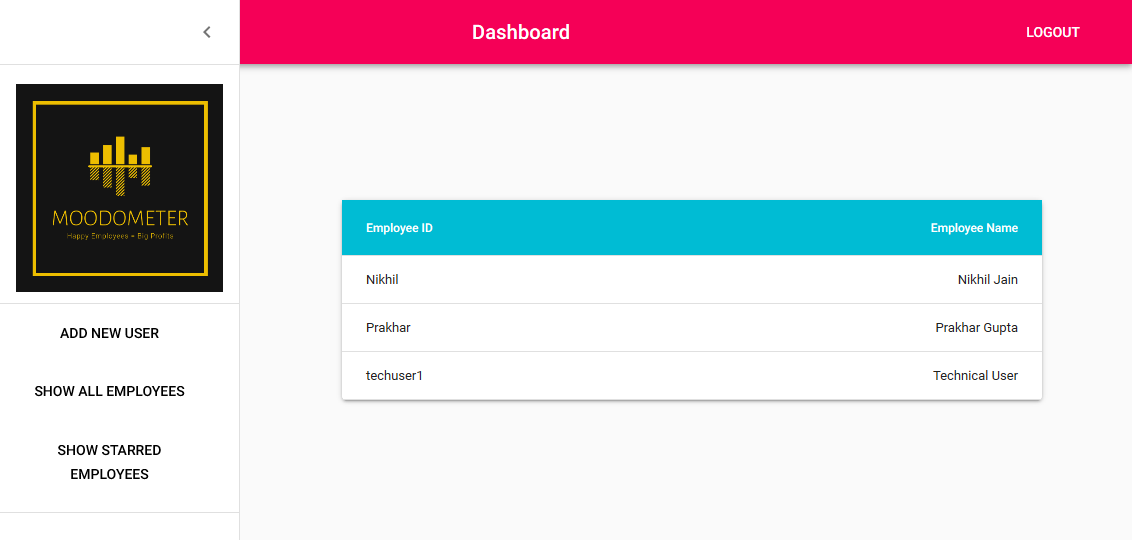 Dashboard
LOGOUT
MOODOMETER
Happy Employees + Big Profits
ADD NEW USER
SHOW ALL EMPLOYEES
SHOW STARRED
EMPLOYEES
Employee ID Employee Name
Nikhil Nikhil Jain
Prakhar Prakhar Gupta
techuser1 Technical User